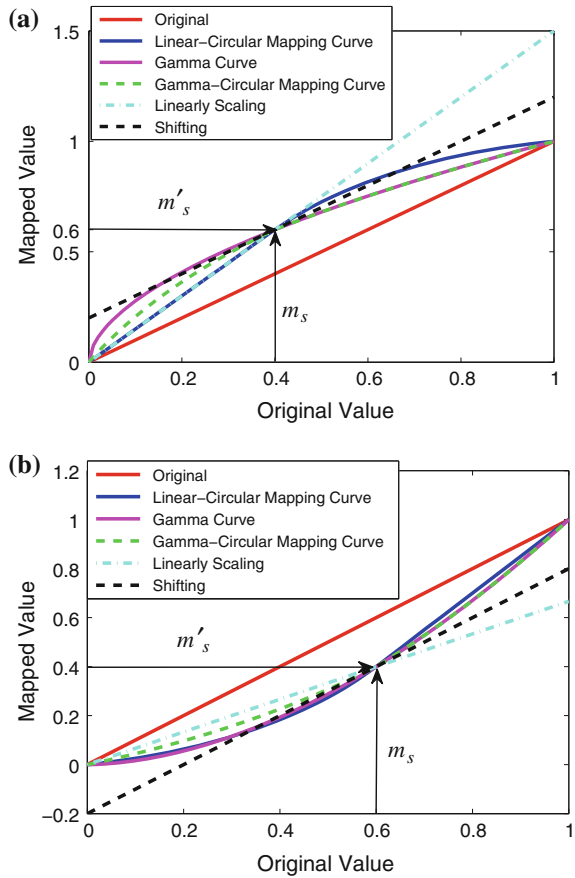 (a)
Original
Linear-Circular Mapping Curve
Gamma Curve
Gamma-Circular Mapping Curve
Linearly Scaling
Shifting
1.5
1
0.6
0
Mapped Value
m's
ms
0 0.2 0.4 0.6 0.8 1
Original Value
(b)
Original
Linear-Circular Mapping Curve
Gamma Curve
Gamma-Circular Mapping Curve
Linearly Scaling
Shifting
1.2
1
0.8
0.6
0.4
0.2
0
-0.2
Mapped Value
m's
ms
0 0.2 0.4 0.6 0.8 1
Original Value